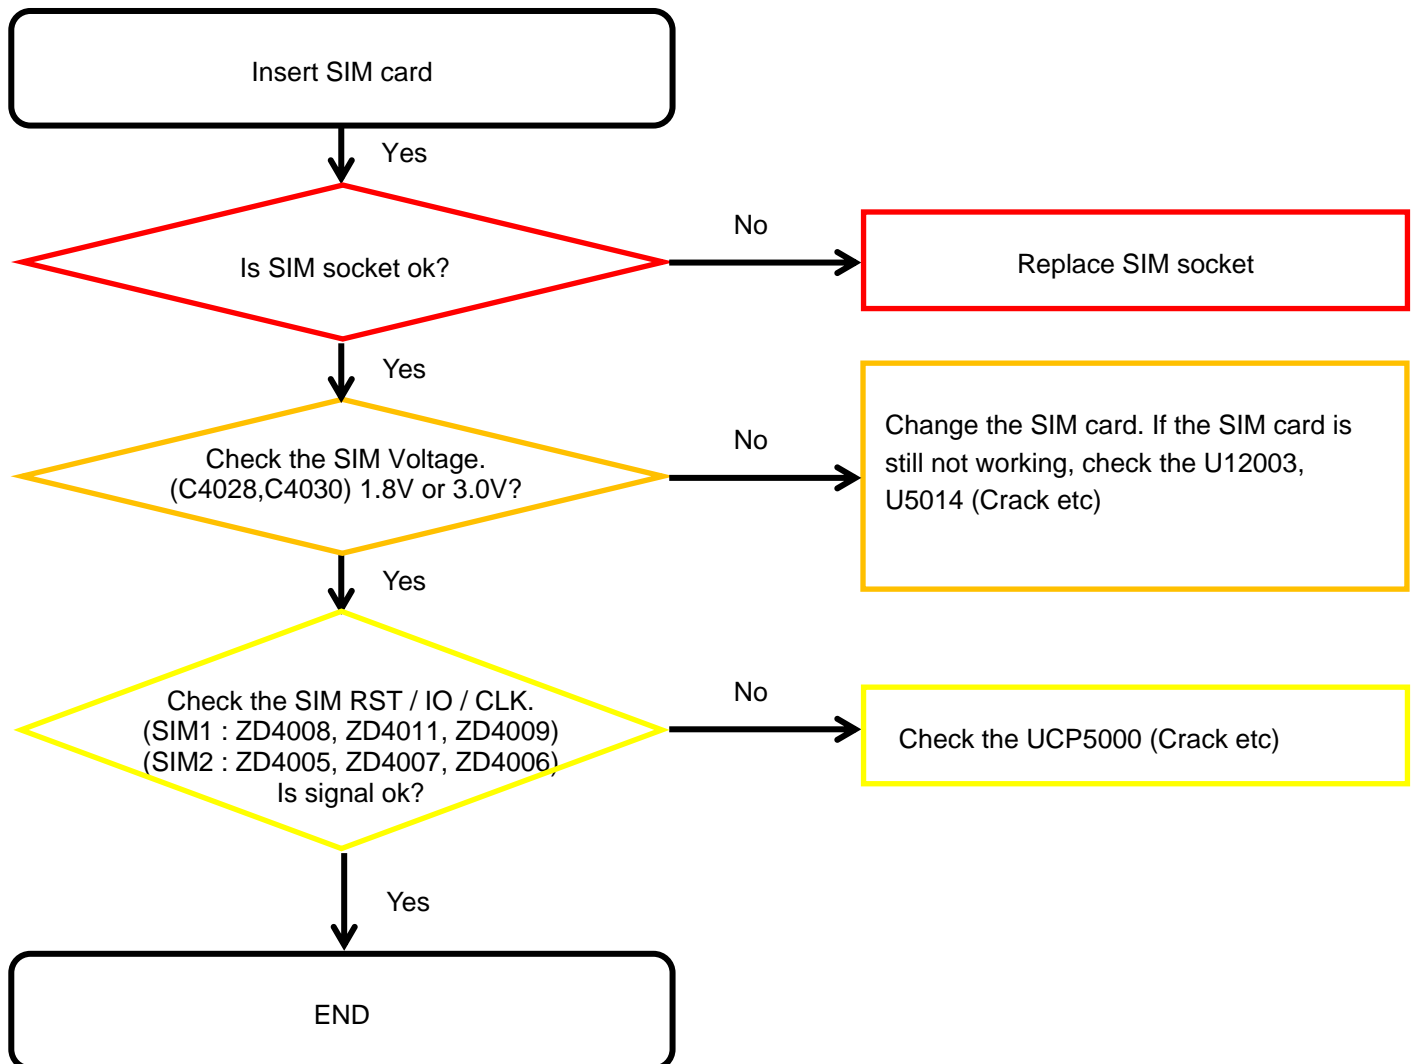 Insert SIM card
Yes
Is SIM socket ok?
No
Replace SIM socket
Yes
Check the SIM Voltage.
(C4028,C4030) 1.8V or 3.0V?
No
Change the SIM card. If the SIM card is
still not working, check the U12003,
U5014 (Crack etc)
Yes
Check the SIM RST / IO / CLK.
(SIM1 : ZD4008, ZD4011, ZD4009)
(SIM2 : ZD4005, ZD4007, ZD4006)
Is signal ok?
No
Check the UCP5000 (Crack etc)
Yes
END